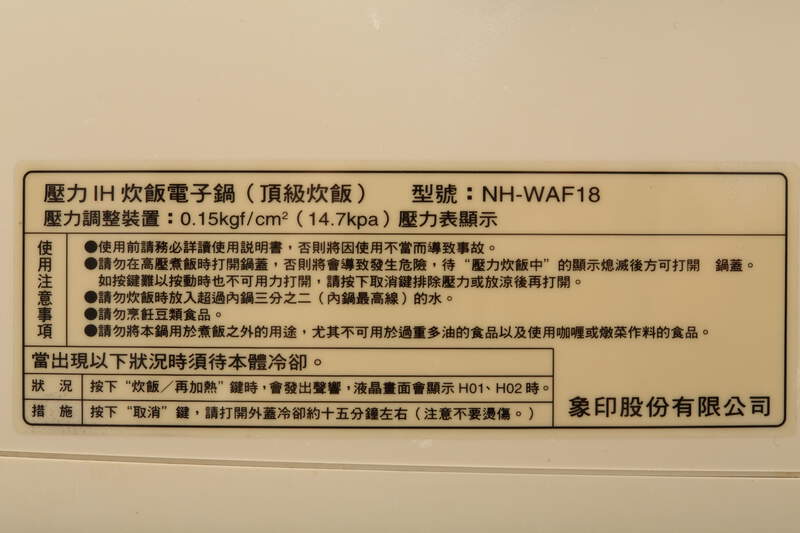 壓力 IH 炊飯電子鍋（頂級炊飯） 型號：NH-WAF18
壓力調整裝置：0.15kgf/cm²（14.7kpa）壓力表顯示
使用注意事項
●使用前請務必詳讀使用說明書，否則將因使用不當而導致事故。
●請勿在高壓煮飯時打開鍋蓋，否則將會導致發生危險，待“壓力炊飯中”的顯示熄滅後方可打開 鍋蓋。
如按鍵難以按動時也不可用力打開，請按下取消鍵排除壓力或放涼後再打開。
●請勿炊飯時放入超過內鍋三分之二（內鍋最高線）的水。
●請勿烹飪豆類食品。
●請勿將本鍋用於煮飯之外的用途，尤其不可用於過重多油的食品以及使用咖喱或燉菜作料的食品。
當出現以下狀況時須待本體冷卻。
狀 況 按下“炊飯／再加熱”鍵時，會發出聲響，液晶畫面會顯示 H01、H02 時。
措 施 按下“取消”鍵，請打開外蓋冷卻約十五分鐘左右（注意不要燙傷。）
象印股份有限公司